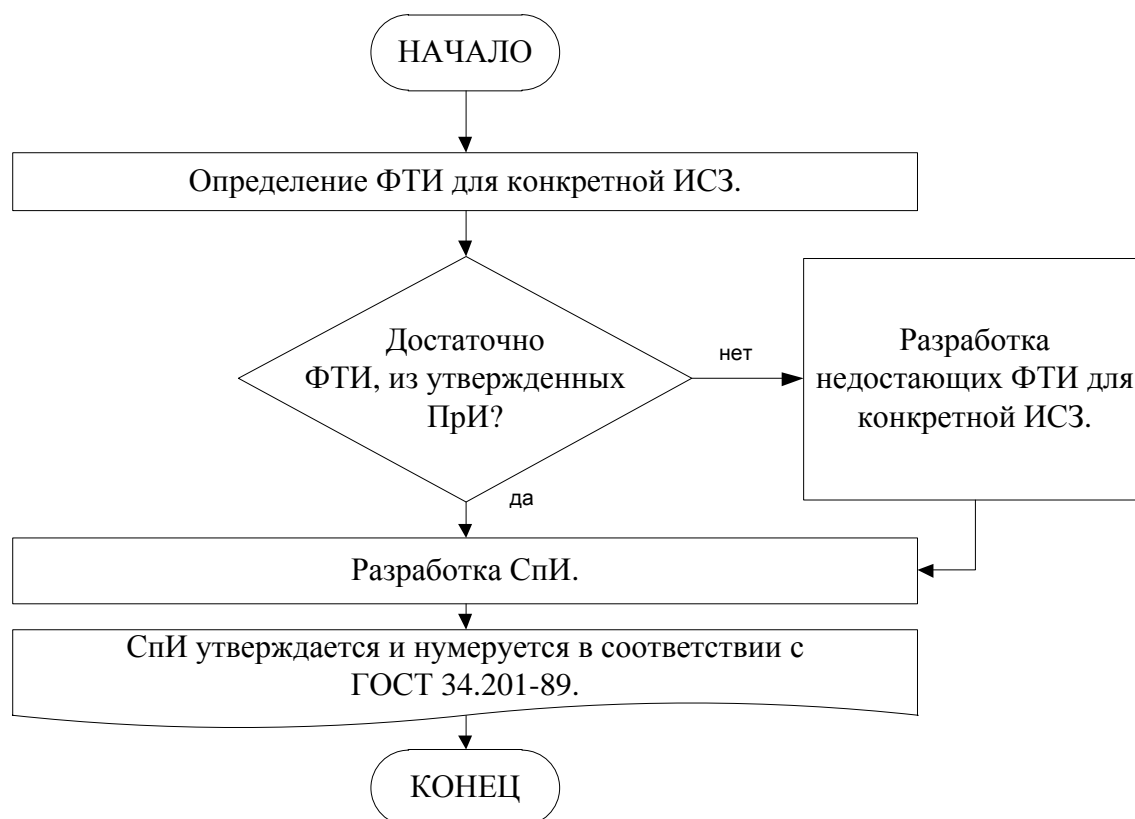 НАЧАЛО
Определение ФТИ для конкретной ИСЗ.
Достаточно
ФТИ, из утвержденных
ПрИ?
нет
Разработка
недостающих ФТИ для
конкретной ИСЗ.
да
Разработка СпИ.
СпИ утверждается и нумеруется в соответствии с
ГОСТ 34.201-89.
КОНЕЦ